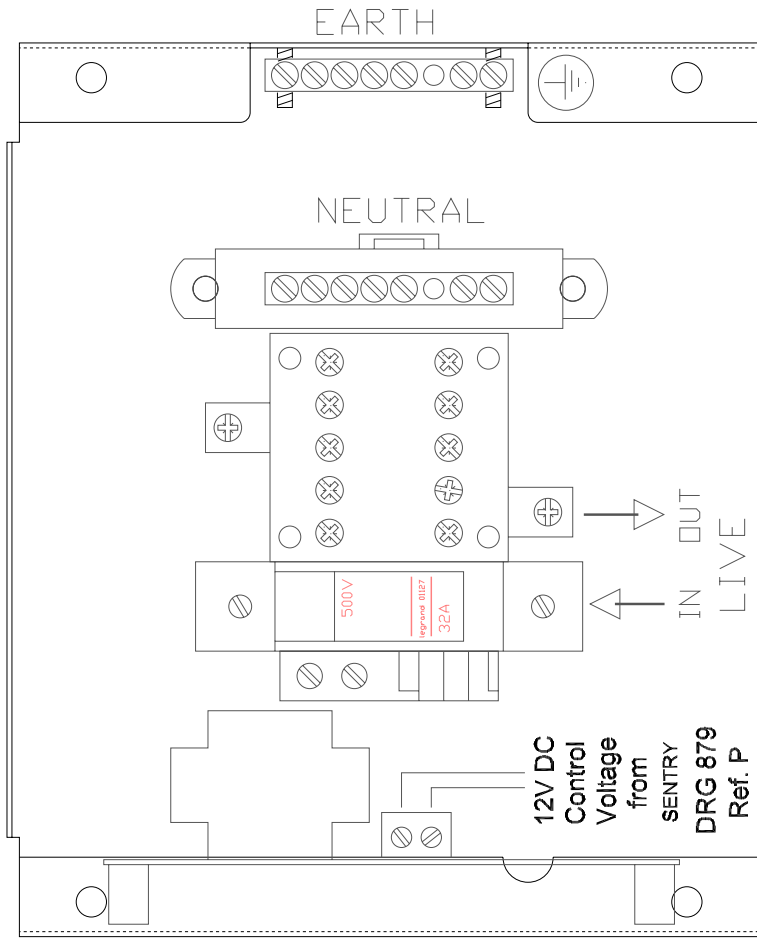 EARTH
NEUTRAL
OUT
IN
LIVE
500V
legrand 01127
32A
12V DC
Control
Voltage
from
SENTRY
DRG 879
Ref. P